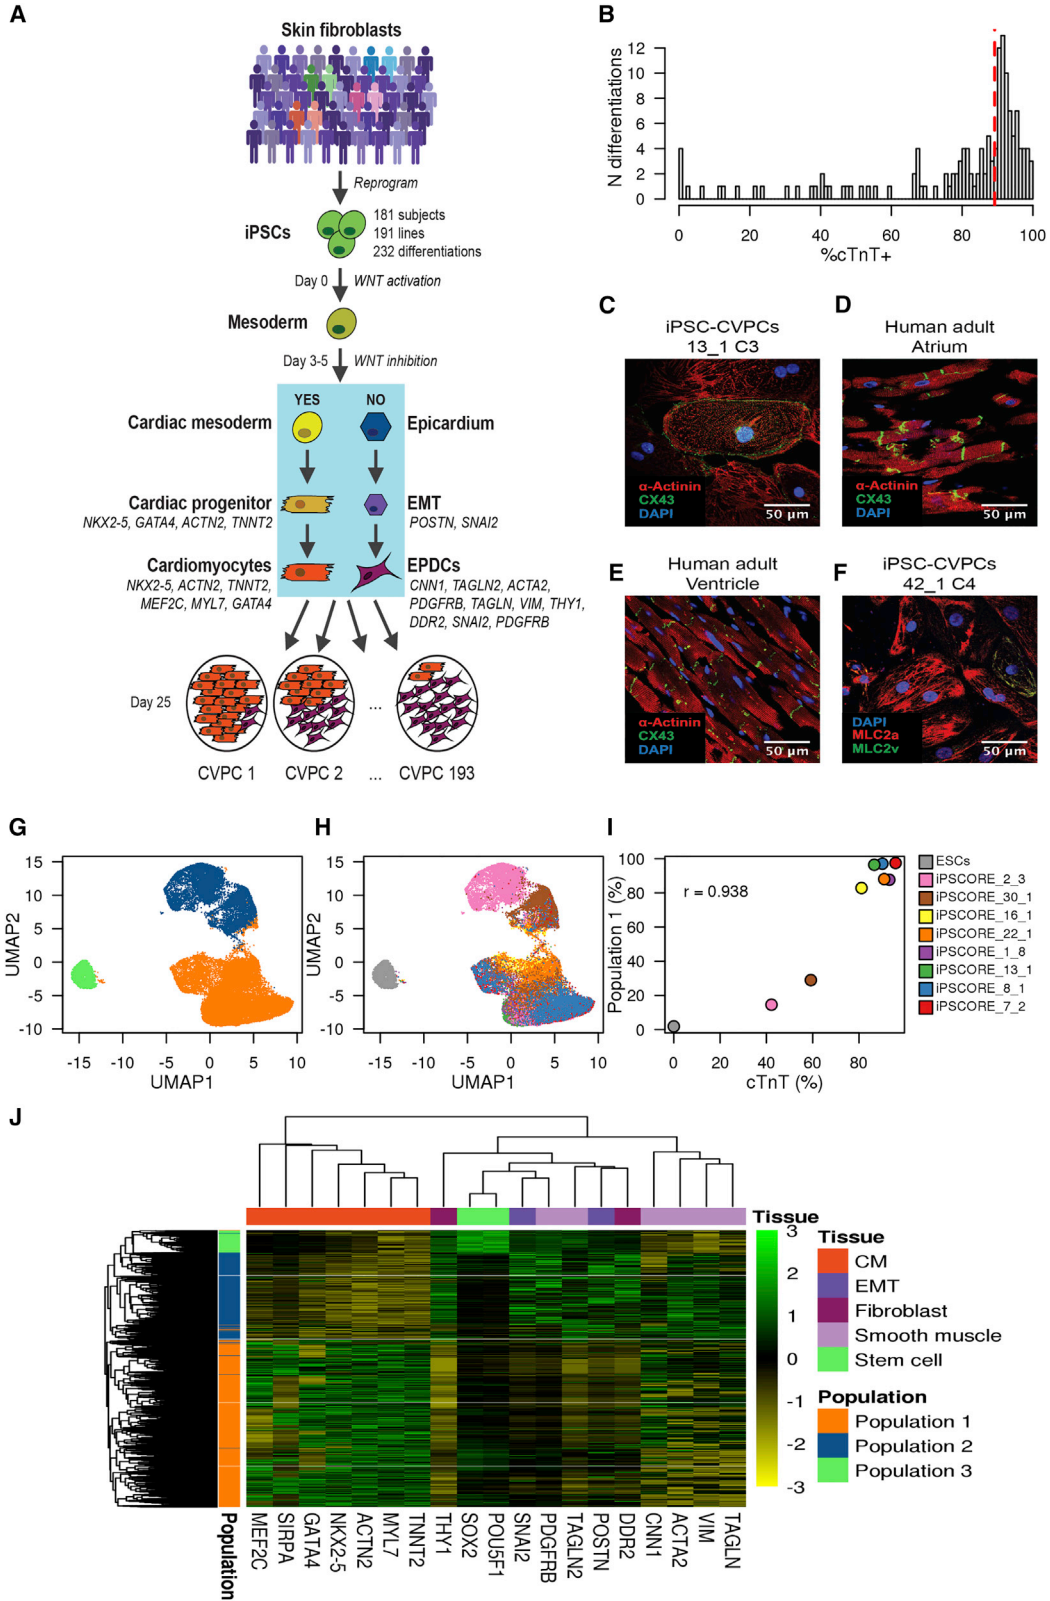 A
Skin fibroblasts
Reprogram
iPSCs
181 subjects
191 lines
232 differentiations
Day 0
WNT activation
Mesoderm
Day 3-5
WNT inhibition
YES
NO
Cardiac mesoderm
Epicardium
Cardiac progenitor
NKX2-5, GATA4, ACTN2, TNNT2
EMT
POSTN, SNAI2
Cardiomyocytes
NKX2-5, ACTN2, TNNT2,
MEF2C, MYL7, GATA4
EPDCs
CNN1, TAGLN2, ACTA2,
PDGFRB, TAGLN, VIM, THY1,
DDR2, SNAI2, PDGFRB
Day 25
...
CVPC 1
CVPC 2
...
CVPC 193
B
N differentiations
12
10
8
6
4
2
0
0 20 40 60 80 100
%cTnT+
C
iPSC-CVPCs
13_1 C3
α-Actinin
CX43
DAPI
50 µm
D
Human adult
Atrium
α-Actinin
CX43
DAPI
50 µm
E
Human adult
Ventricle
α-Actinin
CX43
DAPI
50 µm
F
iPSC-CVPCs
42_1 C4
DAPI
MLC2a
MLC2v
50 µm
G
UMAP2
15
10
5
0
-5
-10
-15 -10 -5 0 5 10
UMAP1
H
UMAP2
15
10
5
0
-5
-10
-15 -10 -5 0 5 10
UMAP1
I
Population 1 (%)
100
80
60
40
20
0
r = 0.938
0 20 40 60 80
cTnT (%)
ESCs
iPSCORE_2_3
iPSCORE_30_1
iPSCORE_16_1
iPSCORE_22_1
iPSCORE_1_8
iPSCORE_13_1
iPSCORE_8_1
iPSCORE_7_2
J
Tissue
3
2
1
0
-1
-2
-3
Tissue
CM
EMT
Fibroblast
Smooth muscle
Stem cell
Population
Population 1
Population 2
Population 3
Population
MEF2C
SIRPA
GATA4
NKX2-5
ACTN2
MYL7
TNNT2
THY1
SOX2
POU5F1
SNAI2
PDGFRB
TAGLN2
POSTN
DDR2
CNN1
ACTA2
VIM
TAGLN